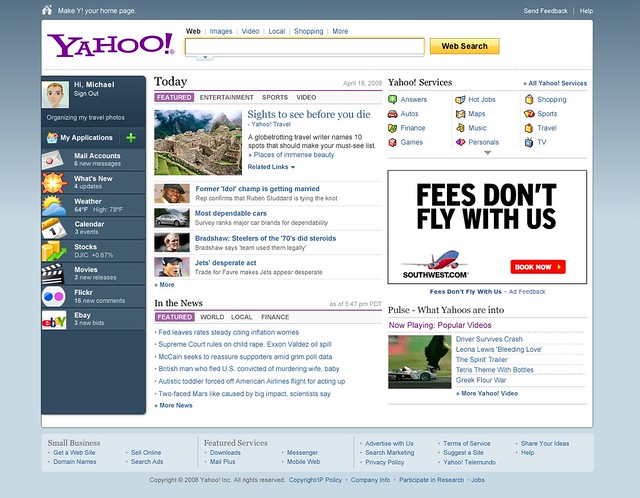 Make Y! your home page.
Send Feedback | Help
YAHOO!
Web | Images | Video | Local | Shopping | More
Web Search
Hi, Michael
Sign Out
Organizing my travel photos
My Applications
Mail Accounts
6 new messages
What's New
4 updates
Weather
64ºF High: 78ºF
Calendar
3 events
Stocks
DJIC +0.67%
Movies
3 new releases
Flickr
16 new comments
Ebay
3 new bids
Today
April 18, 2008
FEATURED ENTERTAINMENT SPORTS VIDEO
Sights to see before you die
- Yahoo! Travel
A globetrotting travel writer names 10
spots that should make your must-see list.
» Places of immense beauty
Related Links
Former 'Idol' champ is getting married
Rep confirms that Ruben Studdard is tying the knot
Most dependable cars
Survey ranks major car brands for dependability
Bradshaw: Steelers of the '70's did steroids
Bradshaw says 'team used them legally'
Jets' desperate act
Trade for Favre makes Jets appear desperate
» More
In the News
as of 5:47 pm PDT
FEATURED WORLD LOCAL FINANCE
• Fed leaves rates steady citing inflation worries
• Supreme Court rules on child rape. Exxon Valdez oil spill
• McCain seeks to reassure supporters amid grim poll data
• British man who fled U.S. convicted of murdering wife, baby
• Autistic toddler forced off American Airlines flight for acting up
• Two-faced Mars like caused by big impact, scientists say
» More News
Yahoo! Services
» All Yahoo! Services
Answers Hot Jobs Shopping
Autos Maps Sports
Finance Music Travel
Games Personals TV
FEES DON'T
FLY WITH US
SOUTHWEST.COM
BOOK NOW
Fees Don't Fly With Us - Ad Feedback
Pulse - What Yahoos are into
Now Playing: Popular Videos
Driver Survives Crash
Leona Lewis 'Bleeding Love'
The Spirit' Trailer
Tetris Theme With Bottles
Greek Flour War
» More Yahoo! Video
Small Business
• Get a Web Site • Sell Online
• Domain Names • Search Ads
Featured Services
• Downloads • Messenger
• Mail Plus • Mobile Web
• Advertise with Us • Terms of Service • Share Your Ideas
• Search Marketing • Suggest a Site • Help
• Privacy Policy • Yahoo! Telemundo
Copyright © 2008 Yahoo! Inc. All rights reserved. Copyright/IP Policy • Company Info • Participate in Research • Jobs